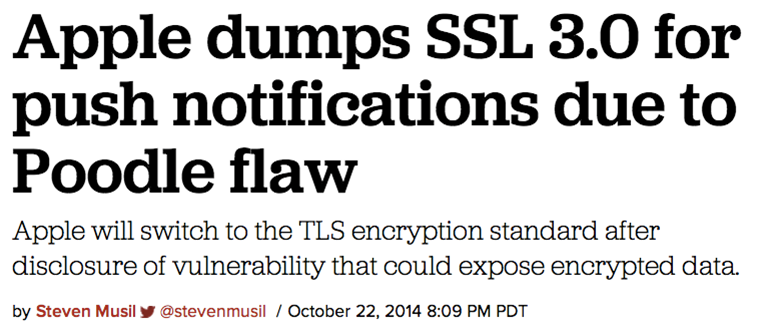 Apple dumps SSL 3.0 for
push notifications due to
Poodle flaw
Apple will switch to the TLS encryption standard after
disclosure of vulnerability that could expose encrypted data.
by Steven Musil @stevenmusil / October 22, 2014 8:09 PM PDT